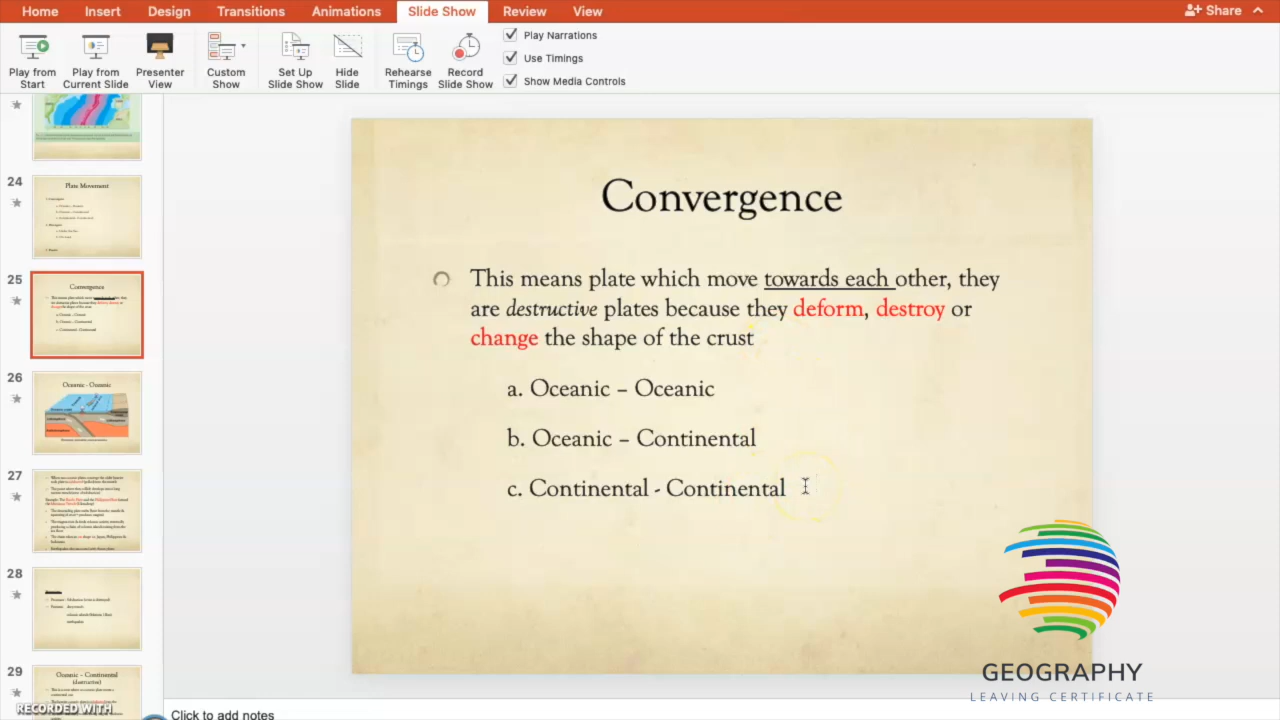 Home Insert Design Transitions Animations Slide Show Review View Share
Play from Start
Play from Current Slide
Presenter View
Custom Show
Set Up Slide Show
Hide Slide
Rehearse Timings
Record Slide Show
Play Narrations
Use Timings
Show Media Controls
24
Plate Movement
25
Convergence
26
Oceanic - Oceanic
27
28
29
Oceanic – Continental
(destructive)
Convergence
This means plate which move towards each other, they
are destructive plates because they deform, destroy or
change the shape of the crust
a. Oceanic – Oceanic
b. Oceanic – Continental
c. Continental - Continental
GEOGRAPHY
LEAVING CERTIFICATE
RECORDED WITH
Click to add notes